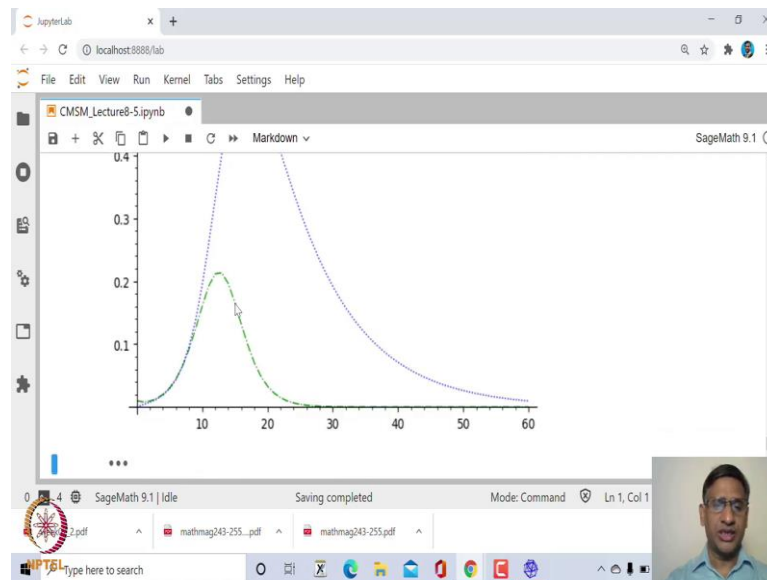 JupyterLab
localhost:8888/lab
File Edit View Run Kernel Tabs Settings Help
CMSM_Lecture8-5.ipynb
Markdown
SageMath 9.1
0.4
0.3
0.2
0.1
10 20 30 40 50 60
0 4 SageMath 9.1 | Idle Saving completed Mode: Command Ln 1, Col 1
_2.pdf mathmag243-255....pdf mathmag243-255.pdf
NPTEL Type here to search